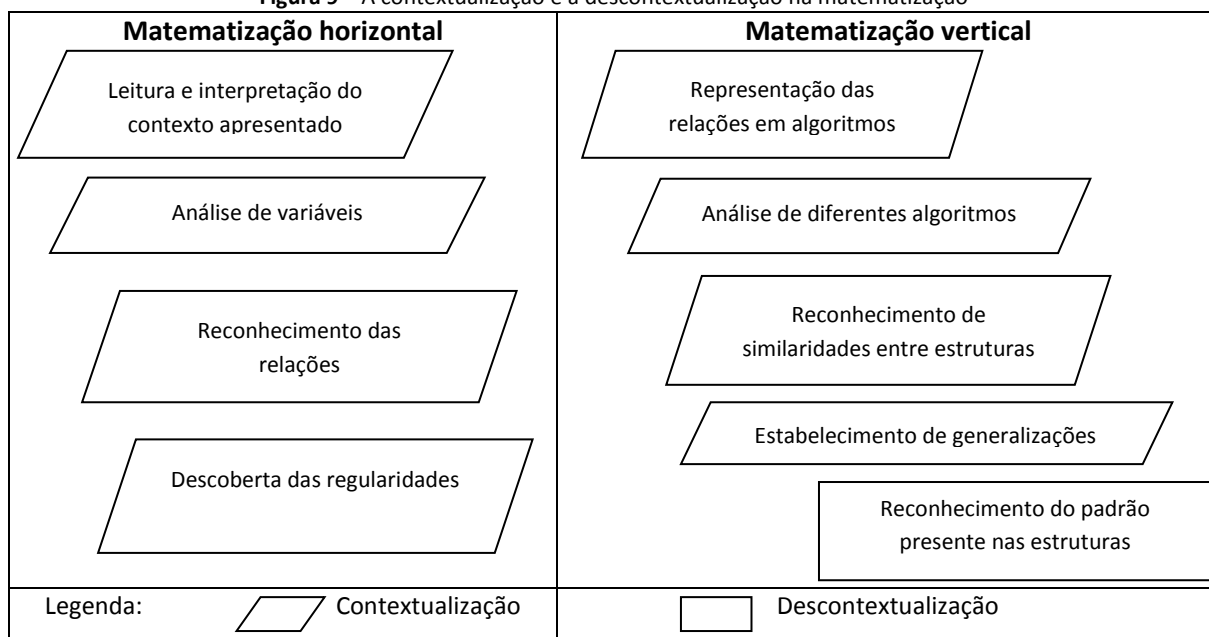 Figura 9 – A contextualização e a descontextualização na matematização
Matematização horizontal
Leitura e interpretação do
contexto apresentado
Análise de variáveis
Reconhecimento das
relações
Descoberta das regularidades
Matematização vertical
Representação das
relações em algoritmos
Análise de diferentes algoritmos
Reconhecimento de
similaridades entre estruturas
Estabelecimento de generalizações
Reconhecimento do padrão
presente nas estruturas
Legenda:
Contextualização
Descontextualização